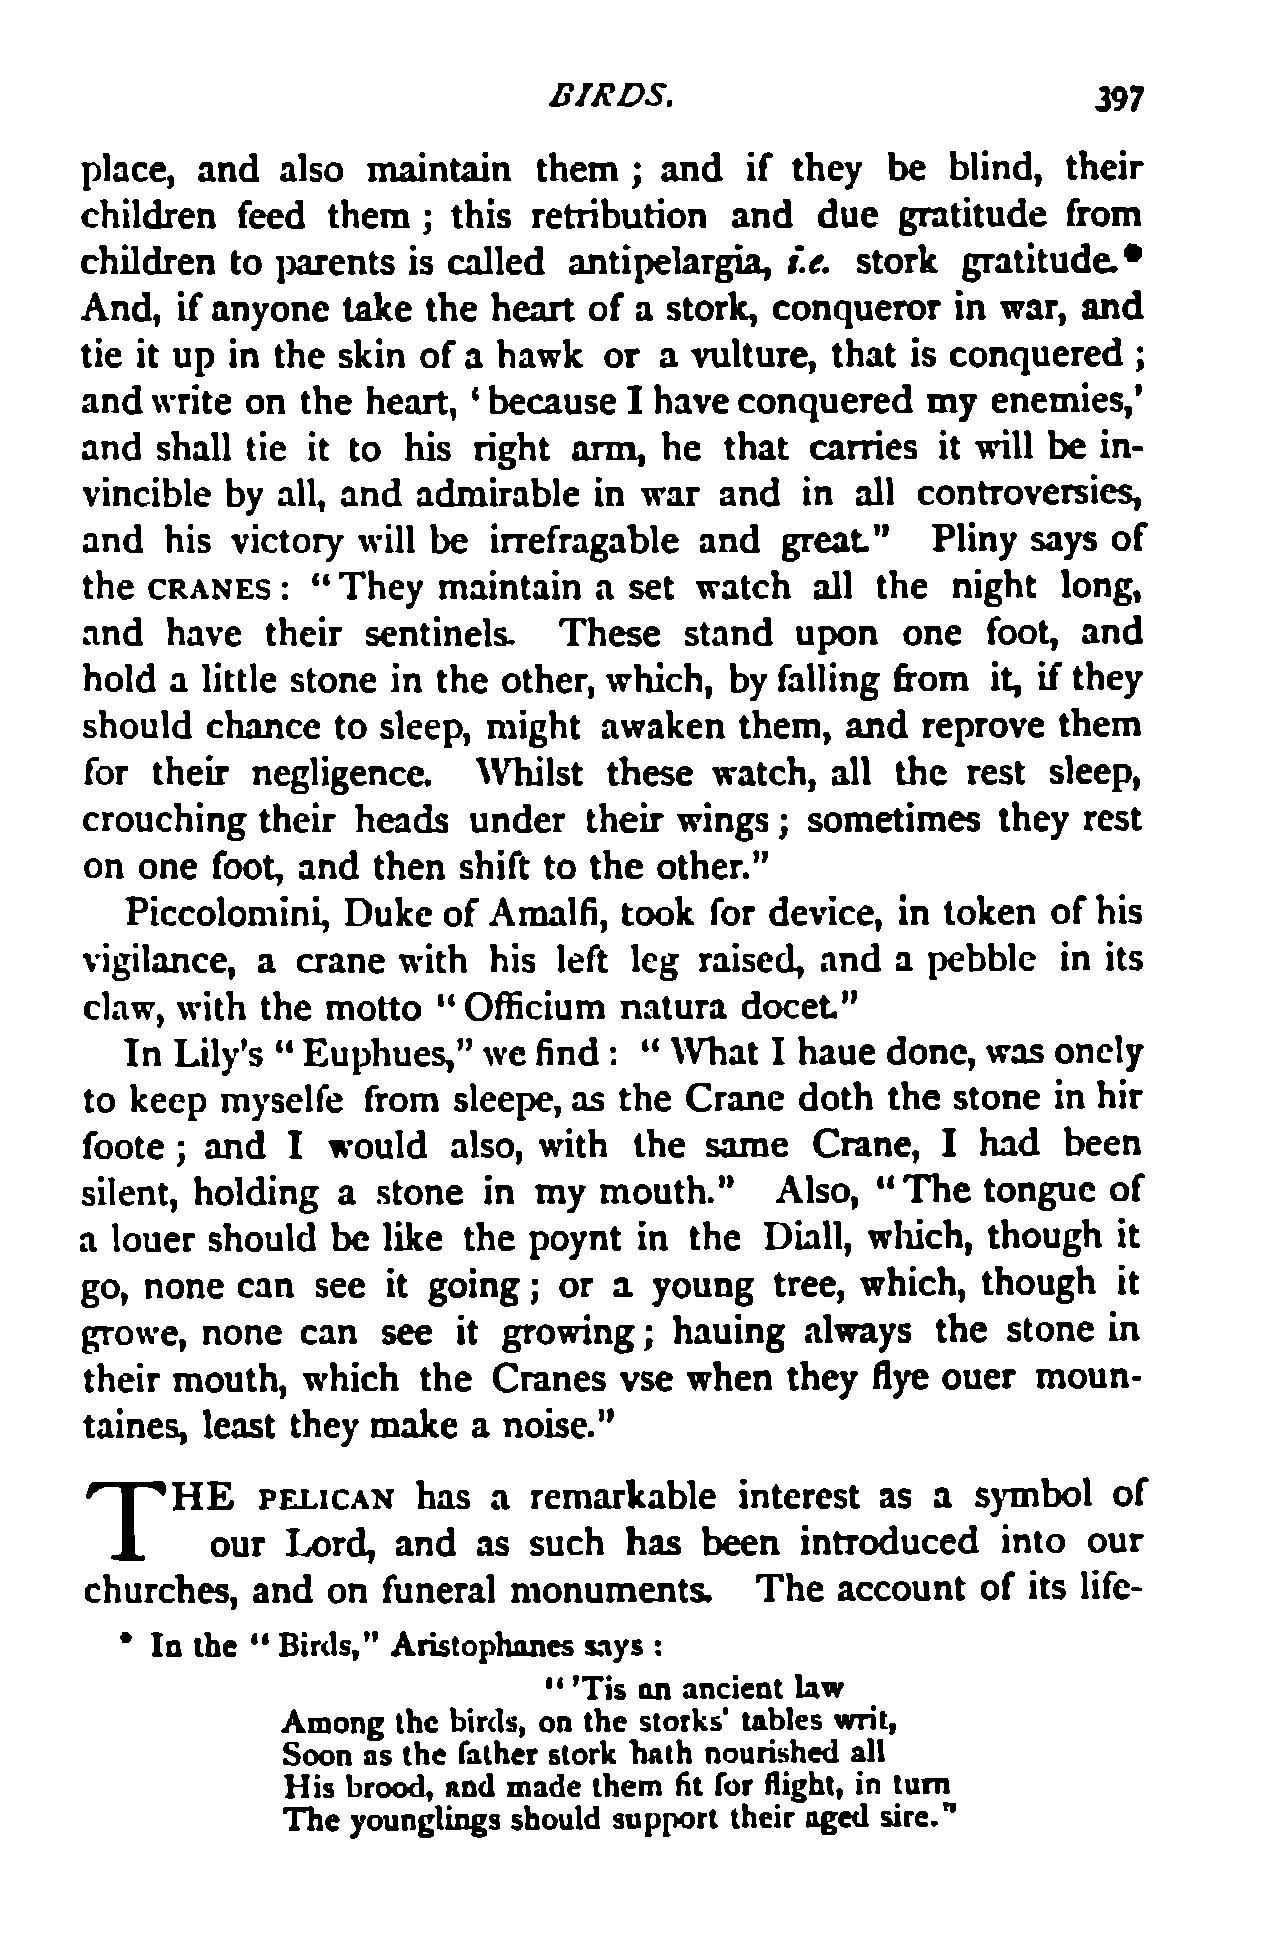 BIRDS. 397
place, and also maintain them ; and if they be blind, their
children feed them ; this retribution and due gratitude from
children to parents is called antipelargia, i.e. stork gratitude.*
And, if anyone take the heart of a stork, conqueror in war, and
tie it up in the skin of a hawk or a vulture, that is conquered ;
and write on the heart, ‘ because I have conquered my enemies,’
and shall tie it to his right arm, he that carries it will be in-
vincible by all, and admirable in war and in all controversies,
and his victory will be irrefragable and great.” Pliny says of
the CRANES : “ They maintain a set watch all the night long,
and have their sentinels. These stand upon one foot, and
hold a little stone in the other, which, by falling from it, if they
should chance to sleep, might awaken them, and reprove them
for their negligence. Whilst these watch, all the rest sleep,
crouching their heads under their wings ; sometimes they rest
on one foot, and then shift to the other.”
Piccolomini, Duke of Amalfi, took for device, in token of his
vigilance, a crane with his left leg raised, and a pebble in its
claw, with the motto “ Officium natura docet.”
In Lily’s “ Euphues,” we find : “ What I haue done, was onely
to keep myselfe from sleepe, as the Crane doth the stone in hir
foote ; and I would also, with the same Crane, I had been
silent, holding a stone in my mouth.” Also, “ The tongue of
a louer should be like the poynt in the Diall, which, though it
go, none can see it going ; or a young tree, which, though it
growe, none can see it growing ; hauing always the stone in
their mouth, which the Cranes vse when they flye ouer moun-
taines, least they make a noise.”
THE PELICAN has a remarkable interest as a symbol of
our Lord, and as such has been introduced into our
churches, and on funeral monuments. The account of its life-
* In the “ Birds,” Aristophanes says :
“ ’Tis an ancient law
Among the birds, on the storks’ tables writ,
Soon as the father stork hath nourished all
His brood, and made them fit for flight, in turn
The younglings should support their aged sire.”